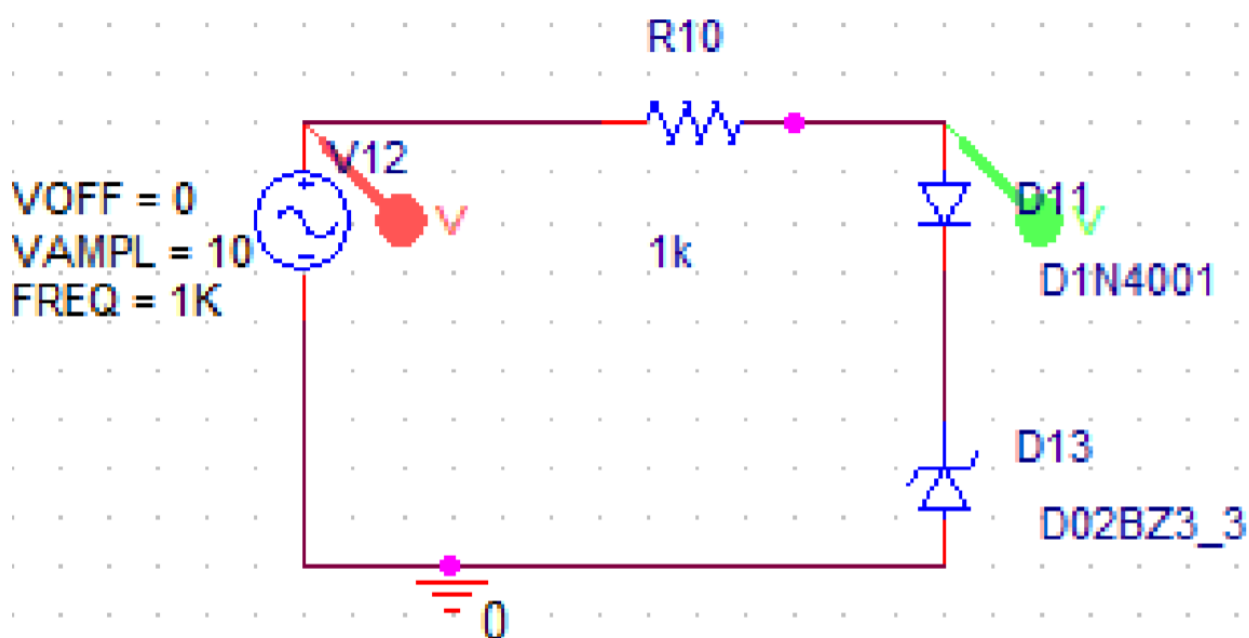 R10
V12
VOFF = 0
VAMPL = 10
FREQ = 1K
V
1k
D11
V
D1N4001
D13
D02BZ3_3
0